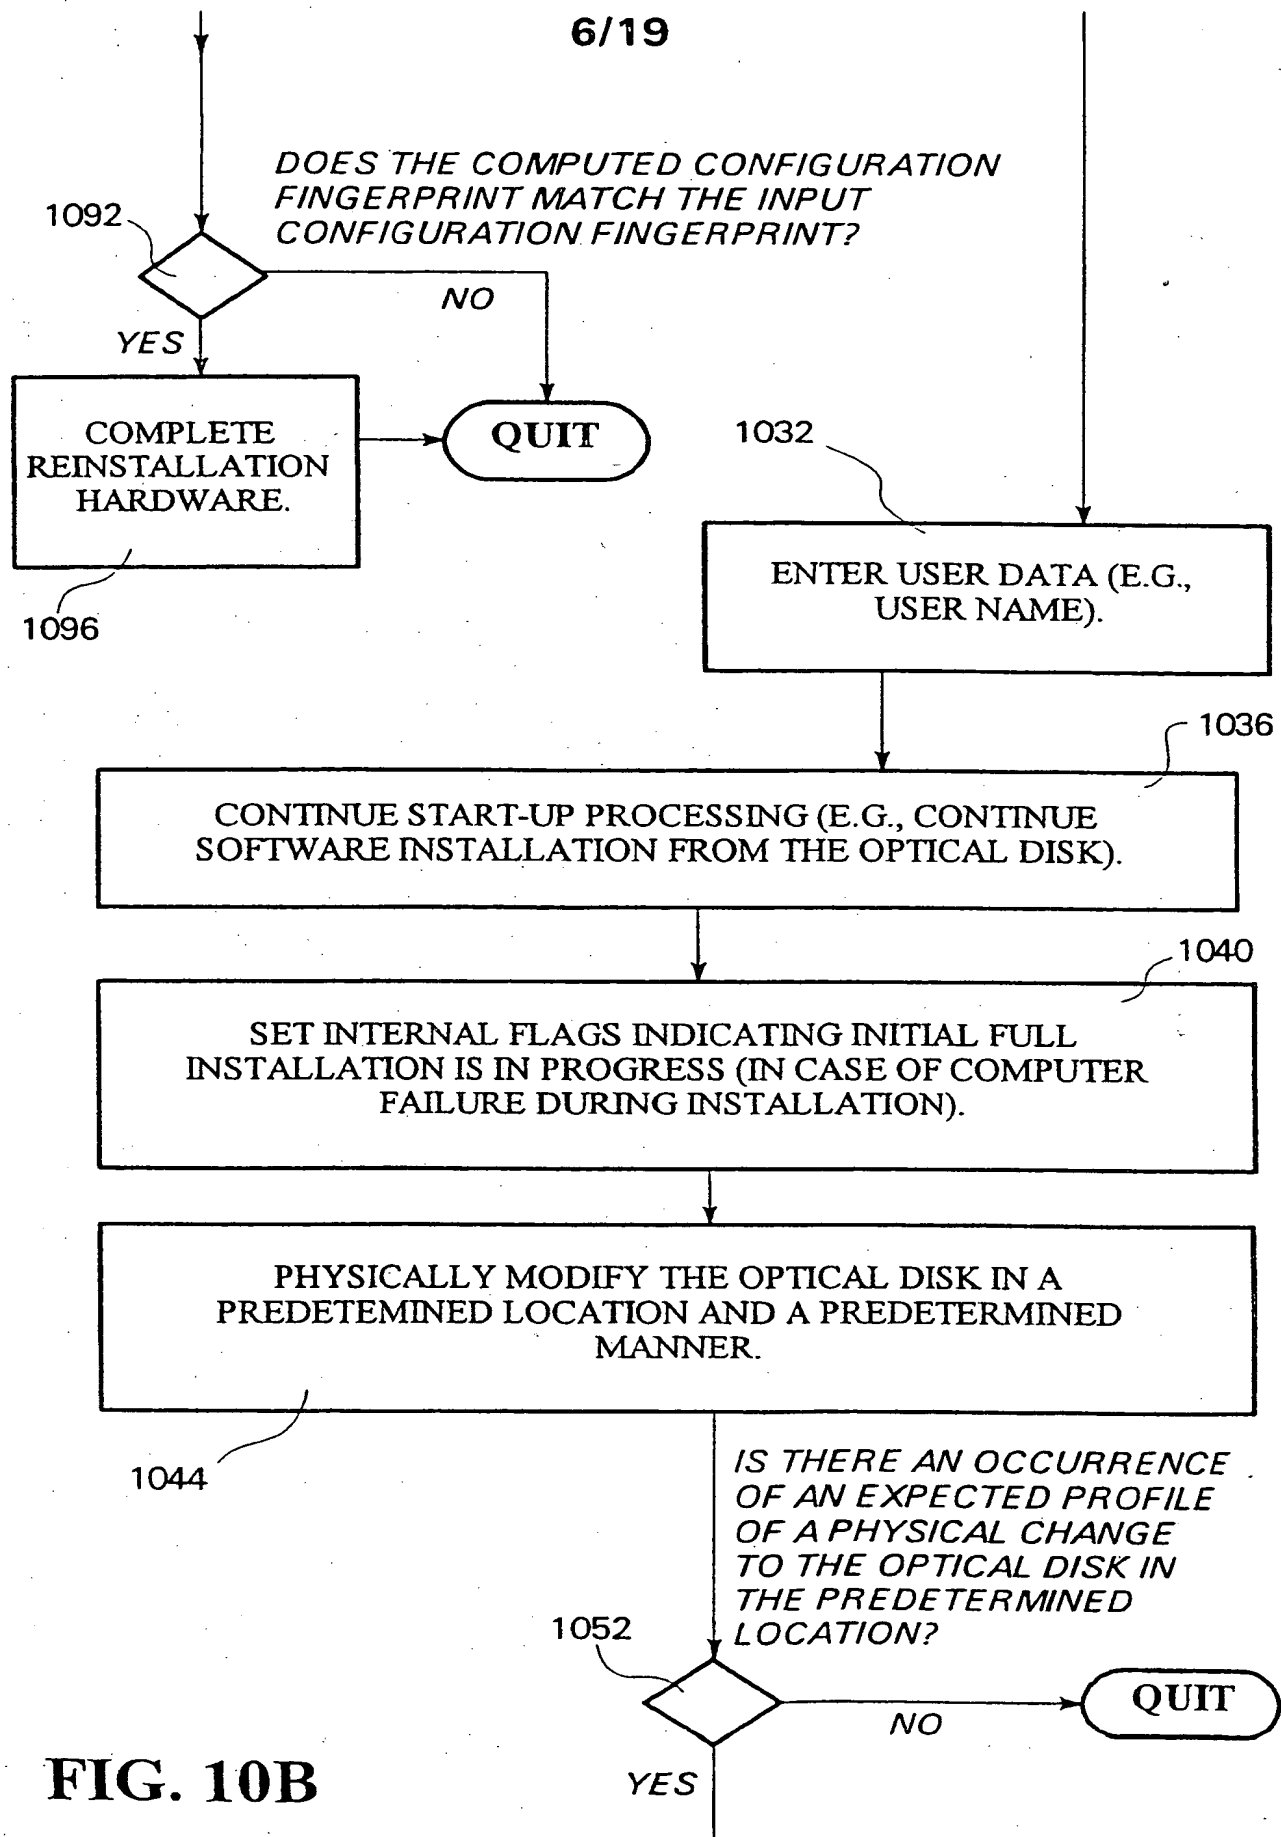 6/19
DOES THE COMPUTED CONFIGURATION
FINGERPRINT MATCH THE INPUT
CONFIGURATION FINGERPRINT?
1092
NO
YES
COMPLETE
REINSTALLATION
HARDWARE.
QUIT
1096
1032
ENTER USER DATA (E.G.,
USER NAME).
1036
CONTINUE START-UP PROCESSING (E.G., CONTINUE
SOFTWARE INSTALLATION FROM THE OPTICAL DISK).
1040
SET INTERNAL FLAGS INDICATING INITIAL FULL
INSTALLATION IS IN PROGRESS (IN CASE OF COMPUTER
FAILURE DURING INSTALLATION).
PHYSICALLY MODIFY THE OPTICAL DISK IN A
PREDETEMINED LOCATION AND A PREDETERMINED
MANNER.
1044
IS THERE AN OCCURRENCE
OF AN EXPECTED PROFILE
OF A PHYSICAL CHANGE
TO THE OPTICAL DISK IN
THE PREDETERMINED
LOCATION?
1052
NO
QUIT
YES
FIG. 10B